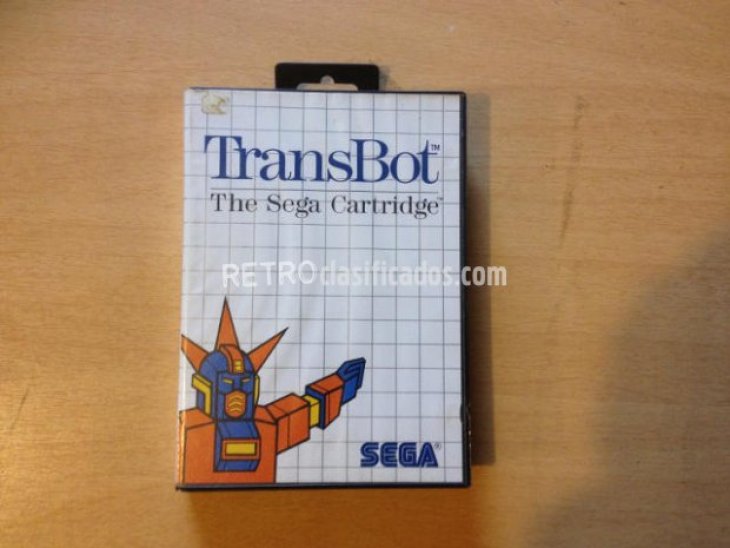 TransBot™
The Sega Cartridge™
RETROclasificados.com
SEGA®